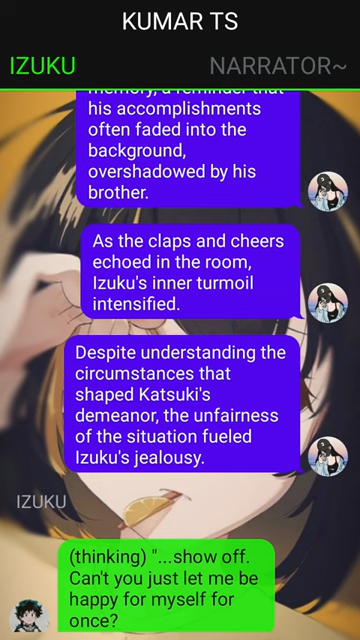 KUMAR TS
IZUKU NARRATOR~
memory, a reminder that
his accomplishments
often faded into the
background,
overshadowed by his
brother.
As the claps and cheers
echoed in the room,
Izuku's inner turmoil
intensified.
Despite understanding the
circumstances that
shaped Katsuki's
demeanor, the unfairness
of the situation fueled
Izuku's jealousy.
IZUKU
(thinking) "...show off.
Can't you just let me be
happy for myself for
once?